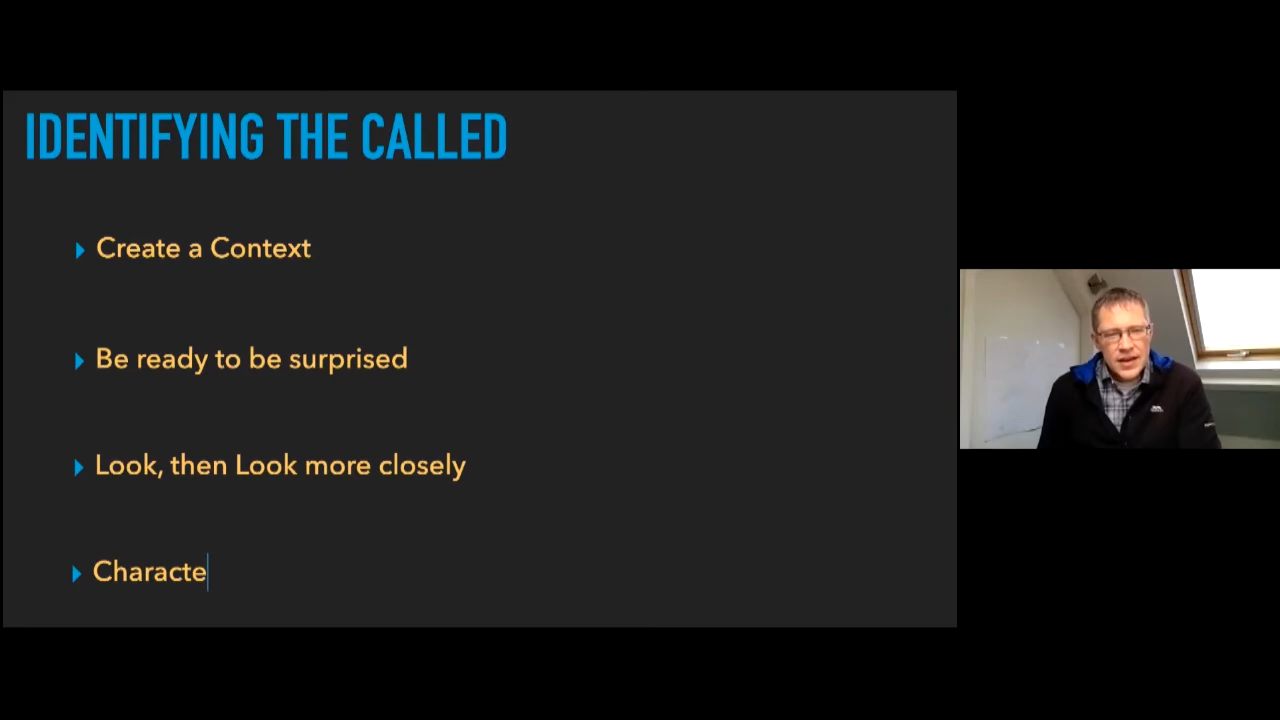 IDENTIFYING THE CALLED
Create a Context
Be ready to be surprised
Look, then Look more closely
Characte